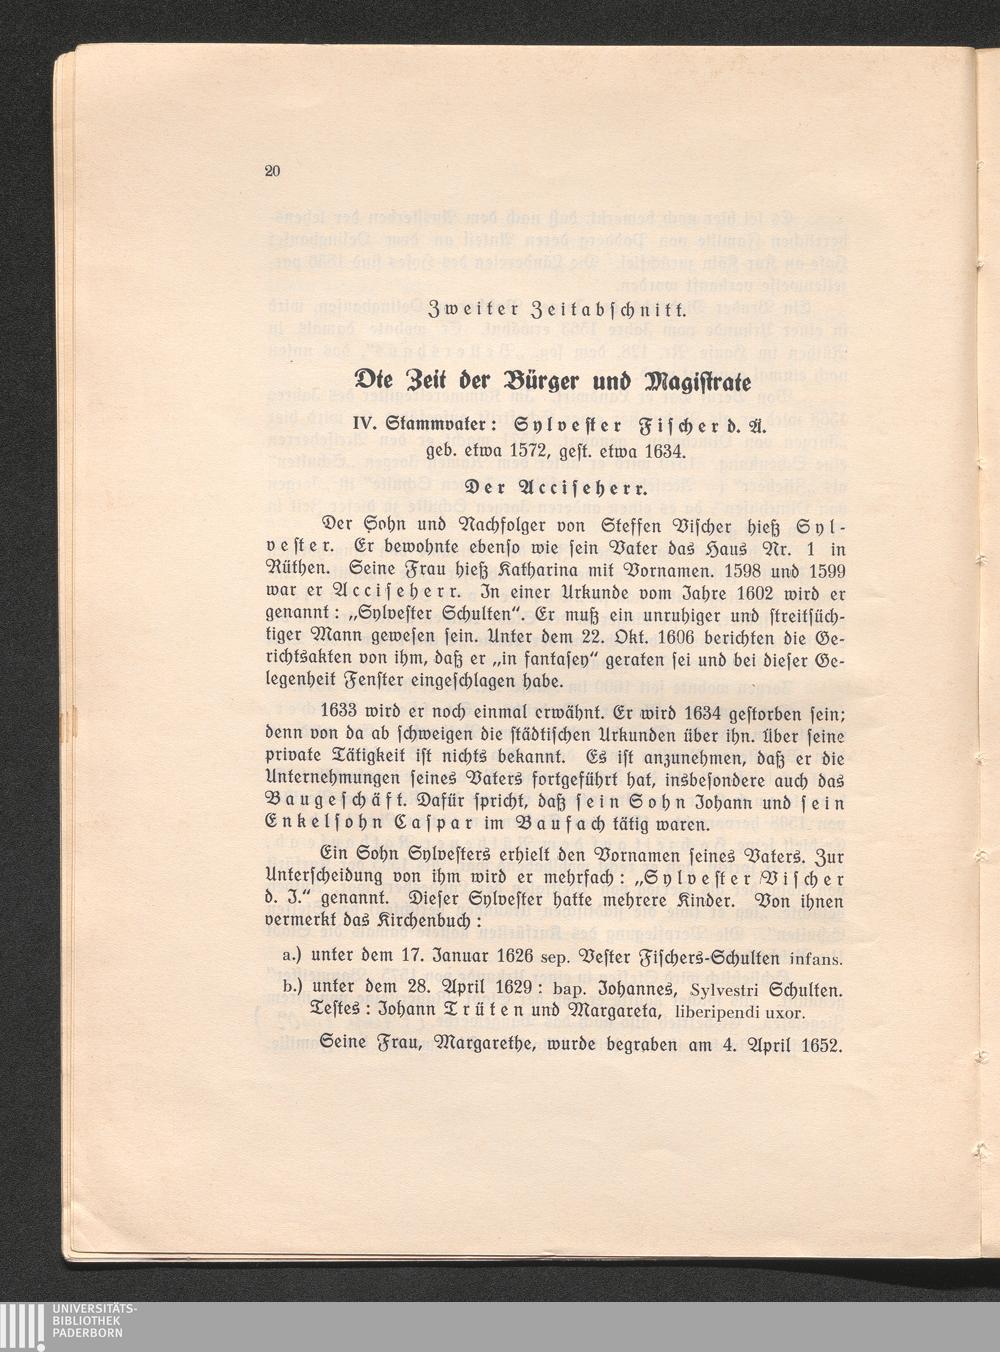 20
Zweiter Zeitabschnitt.
Die Zeit der Bürger und Magistrate
IV. Stammvater: Sylvester Fischer d. Ä.
geb. etwa 1572, gest. etwa 1634.
Der Acciseherr.
Der Sohn und Nachfolger von Steffen Vischer hieß Syl-
vester. Er bewohnte ebenso wie sein Vater das Haus Nr. 1 in
Rüthen. Seine Frau hieß Katharina mit Vornamen. 1598 und 1599
war er Acciseherr. In einer Urkunde vom Jahre 1602 wird er
genannt: „Sylvester Schulten“. Er muß ein unruhiger und streitsüch-
tiger Mann gewesen sein. Unter dem 22. Okt. 1606 berichten die Ge-
richtsakten von ihm, daß er „in fantasey“ geraten sei und bei dieser Ge-
legenheit Fenster eingeschlagen habe.
1633 wird er noch einmal erwähnt. Er wird 1634 gestorben sein;
denn von da ab schweigen die städtischen Urkunden über ihn. Über seine
private Tätigkeit ist nichts bekannt. Es ist anzunehmen, daß er die
Unternehmungen seines Vaters fortgeführt hat, insbesondere auch das
Baugeschäft. Dafür spricht, daß sein Sohn Johann und sein
Enkelsohn Caspar im Baufach tätig waren.
Ein Sohn Sylvesters erhielt den Vornamen seines Vaters. Zur
Unterscheidung von ihm wird er mehrfach: „Sylvester Vischer
d. J.“ genannt. Dieser Sylvester hatte mehrere Kinder. Von ihnen
vermerkt das Kirchenbuch:
a.) unter dem 17. Januar 1626 sep. Vester Fischers-Schulten infans.
b.) unter dem 28. April 1629: bap. Johannes, Sylvestri Schulten.
Testes: Johann Trüten und Margareta, liberipendi uxor.
Seine Frau, Margarethe, wurde begraben am 4. April 1652.
UNIVERSITÄTS-
BIBLIOTHEK
PADERBORN